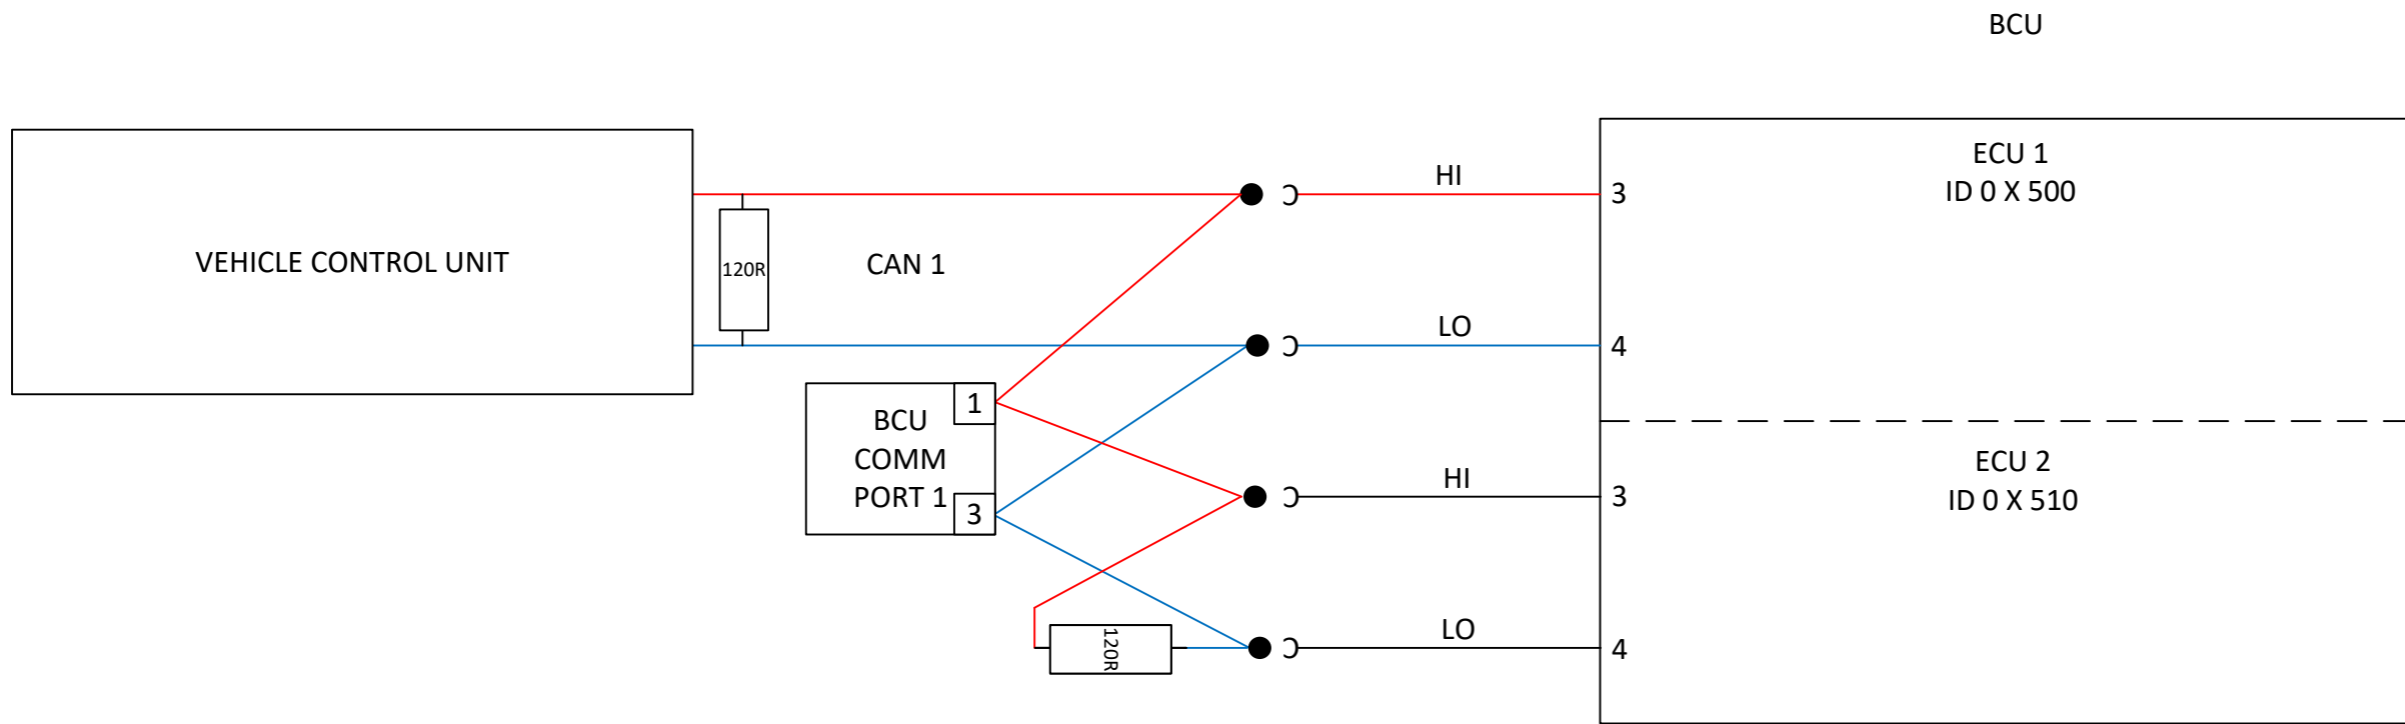 BCU
VEHICLE CONTROL UNIT
120R
CAN 1
HI
LO
3
4
ECU 1
ID 0 X 500
BCU
COMM
PORT 1
1
3
HI
LO
3
4
ECU 2
ID 0 X 510
120R